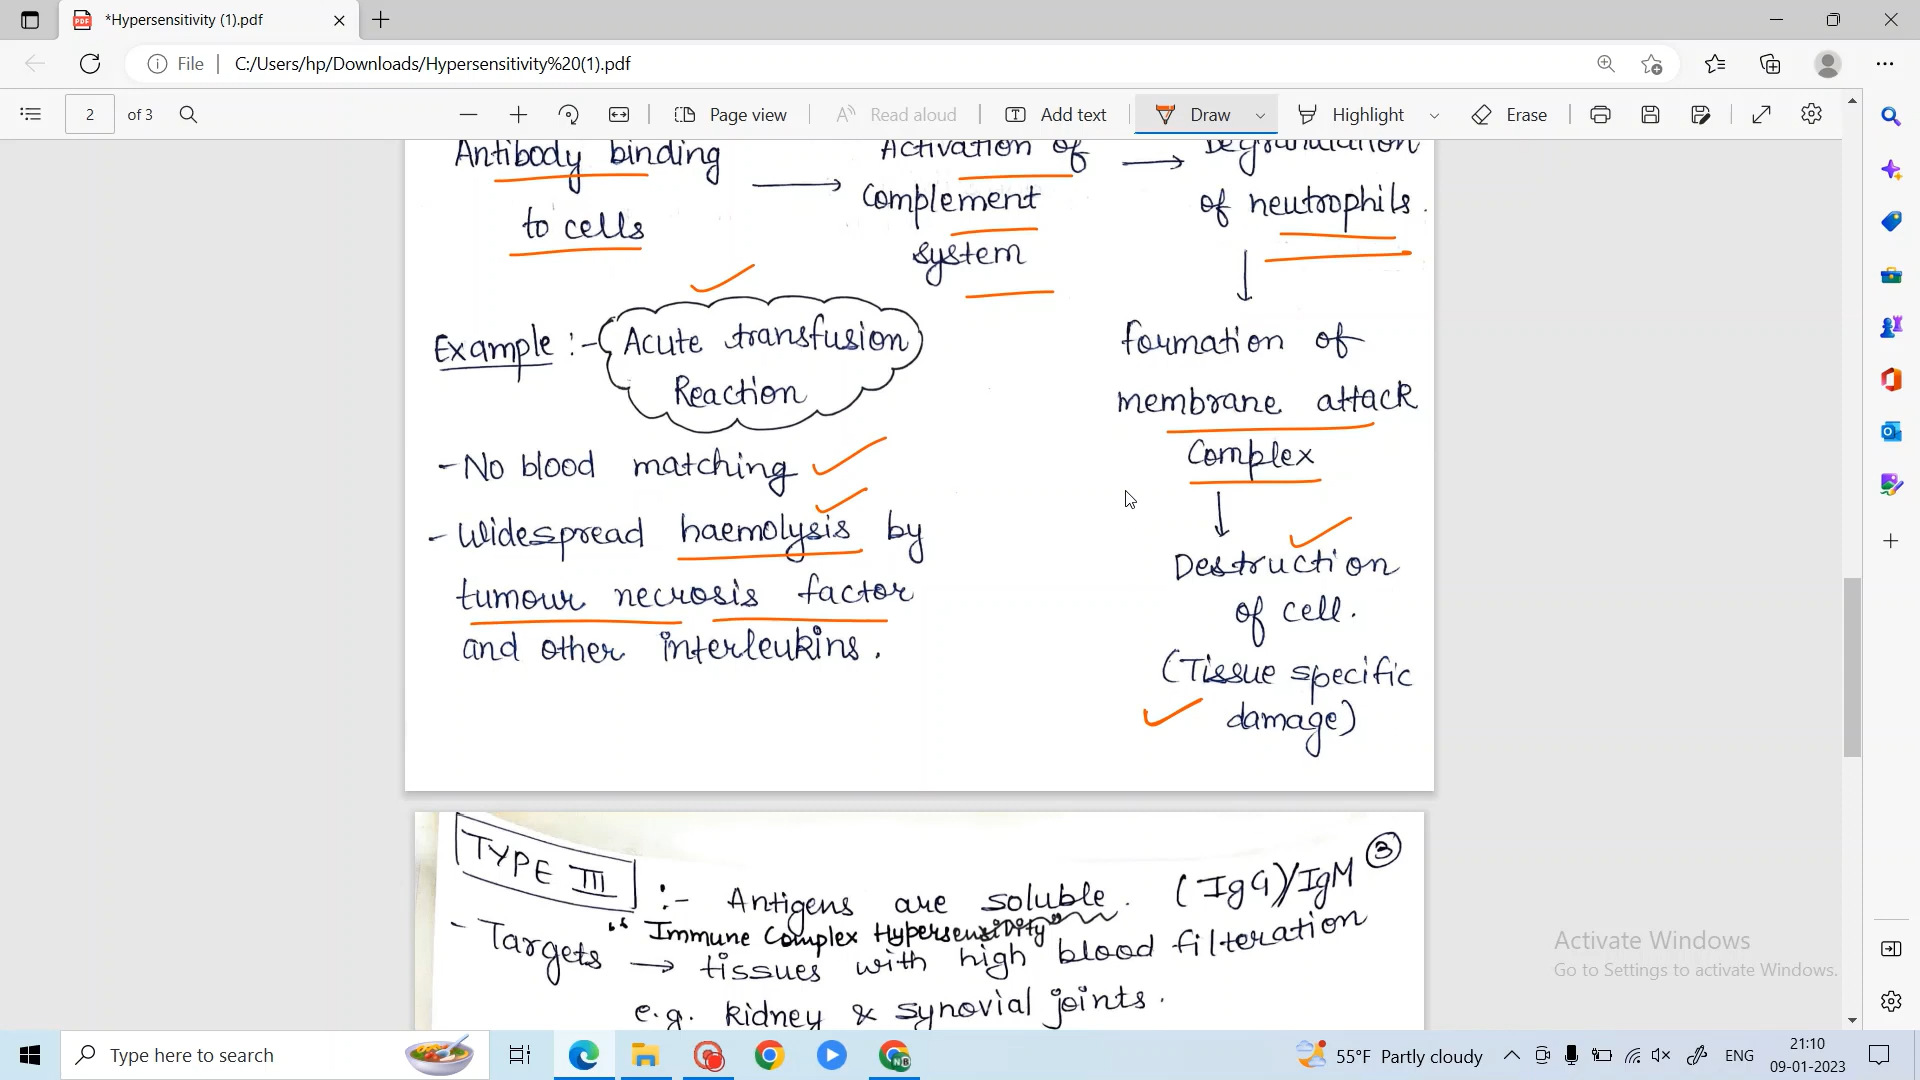 *Hypersensitivity (1).pdf
File
C:/Users/hp/Downloads/Hypersensitivity%20(1).pdf
2 of 3
Page view
Read aloud
Add text
Draw
Highlight
Erase
Antibody binding
to cells
Activation of
Complement
system
Degranulation
of neutrophils.
Example :- Acute transfusion
Reaction
- No blood matching
- Widespread haemolysis by
tumour necrosis factor
and other interleukins.
formation of
membrane attack
Complex
Destruction
of cell.
(Tissue specific
damage)
TYPE III :- Antigens are soluble. (IgG)/IgM 3
"Immune Complex Hypersensitivity"
- Targets → tissues with high blood filteration
e.g. kidney & synovial joints.
Activate Windows
Go to Settings to activate Windows.
Type here to search
55°F Partly cloudy
ENG
21:10
09-01-2023